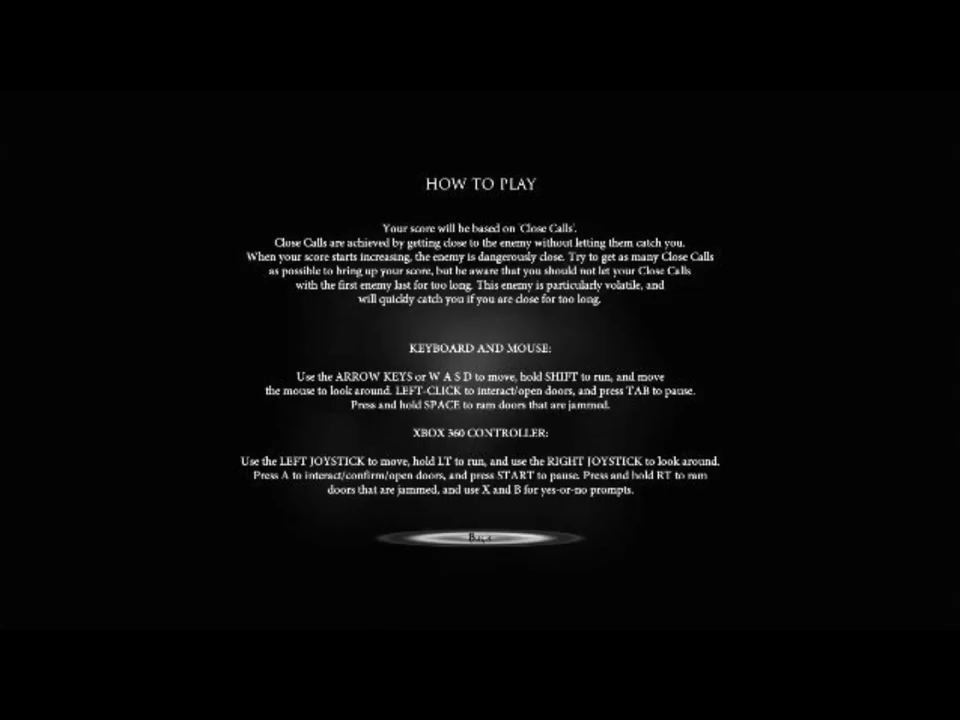 HOW TO PLAY
Your score will be based on 'Close Calls'.
Close Calls are achieved by getting close to the enemy without letting them catch you.
When your score starts increasing, the enemy is dangerously close. Try to get as many Close Calls
as possible to bring up your score, but be aware that you should not let your Close Calls
with the first enemy last for too long. This enemy is particularly volatile, and
will quickly catch you if you are close for too long.
KEYBOARD AND MOUSE:
Use the ARROW KEYS or W A S D to move, hold SHIFT to run, and move
the mouse to look around. LEFT-CLICK to interact/open doors, and press TAB to pause.
Press and hold SPACE to ram doors that are jammed.
XBOX 360 CONTROLLER:
Use the LEFT JOYSTICK to move, hold LT to run, and use the RIGHT JOYSTICK to look around.
Press A to interact/confirm/open doors, and press START to pause. Press and hold RT to ram
doors that are jammed, and use X and B for yes-or-no prompts.
Back